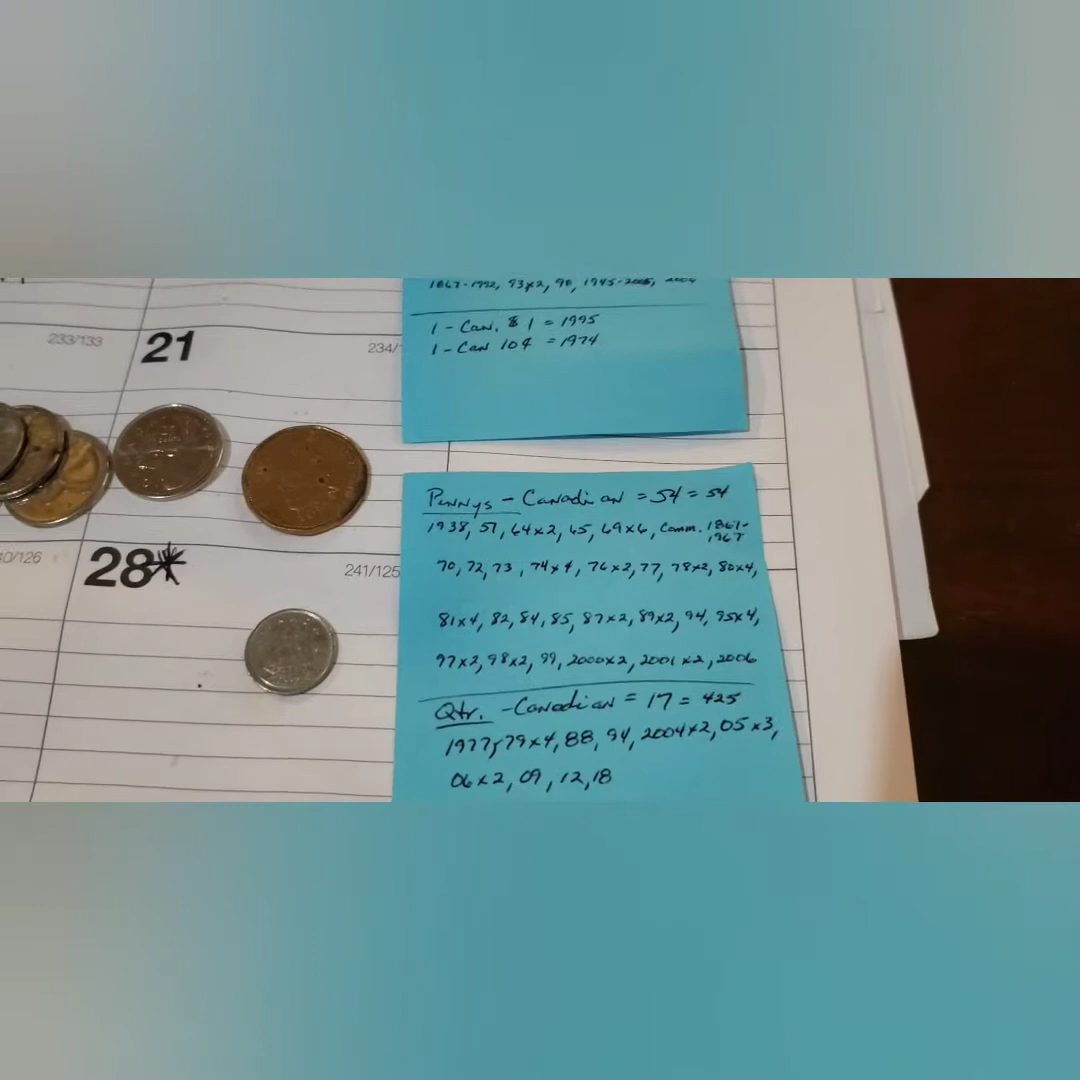 1867-1992, 93x2, 98, 1945-2005, 2004
1 - Can. $ 1 = 1995
1 - Can 10¢ = 1974
233/133
21
234/
Pennys - Canadian = 54 = 54
1938, 51, 64x2, 65, 69x6, Comm. 1867-
1967
70, 72, 73, 74x4, 76x2, 77, 78x2, 80x4,
81x4, 82, 84, 85, 87x2, 89x2, 94, 95x4,
97x2, 98x2, 99, 2000x2, 2001x2, 2006
Qtr. - Canadian = 17 = 425
1977, 79x4, 88, 94, 2004x2, 05x3,
06x2, 09, 12, 18
0/126
28*
241/125